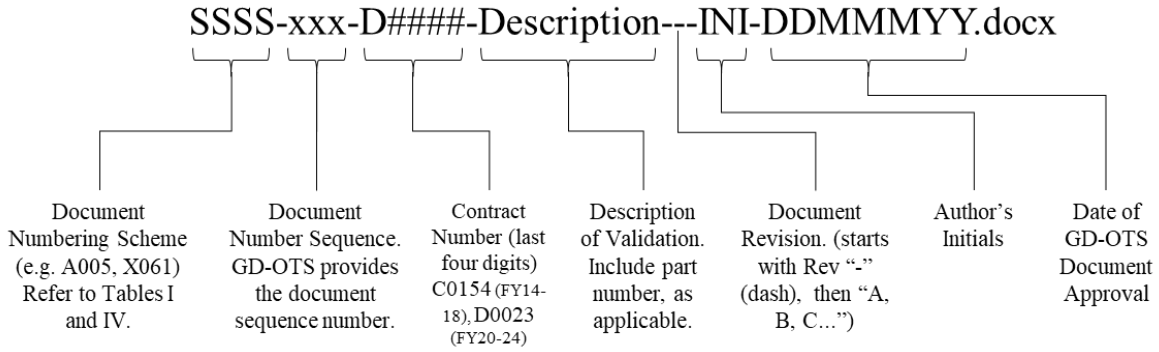 SSSS-xxx-D####-Description---INI-DDMMMYY.docx
Document
Numbering Scheme
(e.g. A005, X061)
Refer to Tables I
and IV.
Document
Number Sequence.
GD-OTS provides
the document
sequence number.
Contract
Number (last
four digits)
C0154 (FY14-
18), D0023
(FY20-24)
Description
of Validation.
Include part
number, as
applicable.
Document
Revision. (starts
with Rev “-”
(dash), then “A,
B, C...”)
Author’s
Initials
Date of
GD-OTS
Document
Approval